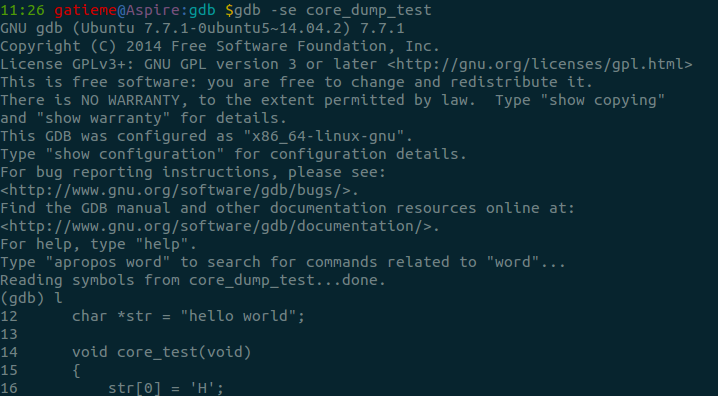 11:26 gatieme@Aspire:gdb $gdb -se core_dump_test
GNU gdb (Ubuntu 7.7.1-0ubuntu5~14.04.2) 7.7.1
Copyright (C) 2014 Free Software Foundation, Inc.
License GPLv3+: GNU GPL version 3 or later <http://gnu.org/licenses/gpl.html>
This is free software: you are free to change and redistribute it.
There is NO WARRANTY, to the extent permitted by law.  Type "show copying"
and "show warranty" for details.
This GDB was configured as "x86_64-linux-gnu".
Type "show configuration" for configuration details.
For bug reporting instructions, please see:
<http://www.gnu.org/software/gdb/bugs/>.
Find the GDB manual and other documentation resources online at:
<http://www.gnu.org/software/gdb/documentation/>.
For help, type "help".
Type "apropos word" to search for commands related to "word"...
Reading symbols from core_dump_test...done.
(gdb) l
12      char *str = "hello world";
13
14      void core_test(void)
15      {
16          str[0] = 'H';